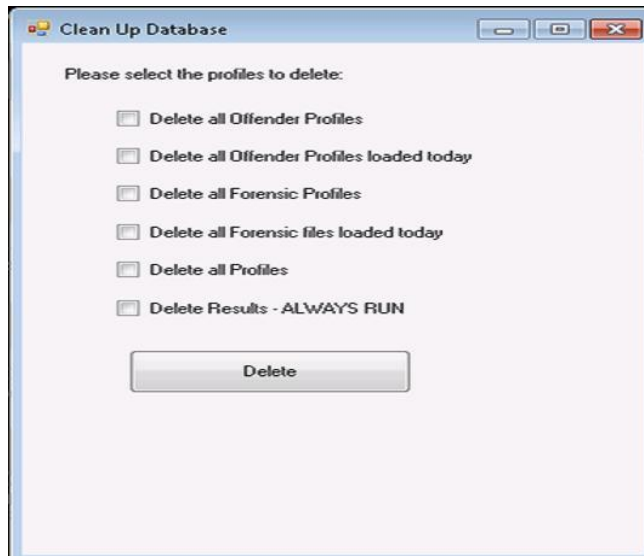 Clean Up Database
Please select the profiles to delete:
Delete all Offender Profiles
Delete all Offender Profiles loaded today
Delete all Forensic Profiles
Delete all Forensic files loaded today
Delete all Profiles
Delete Results - ALWAYS RUN
Delete